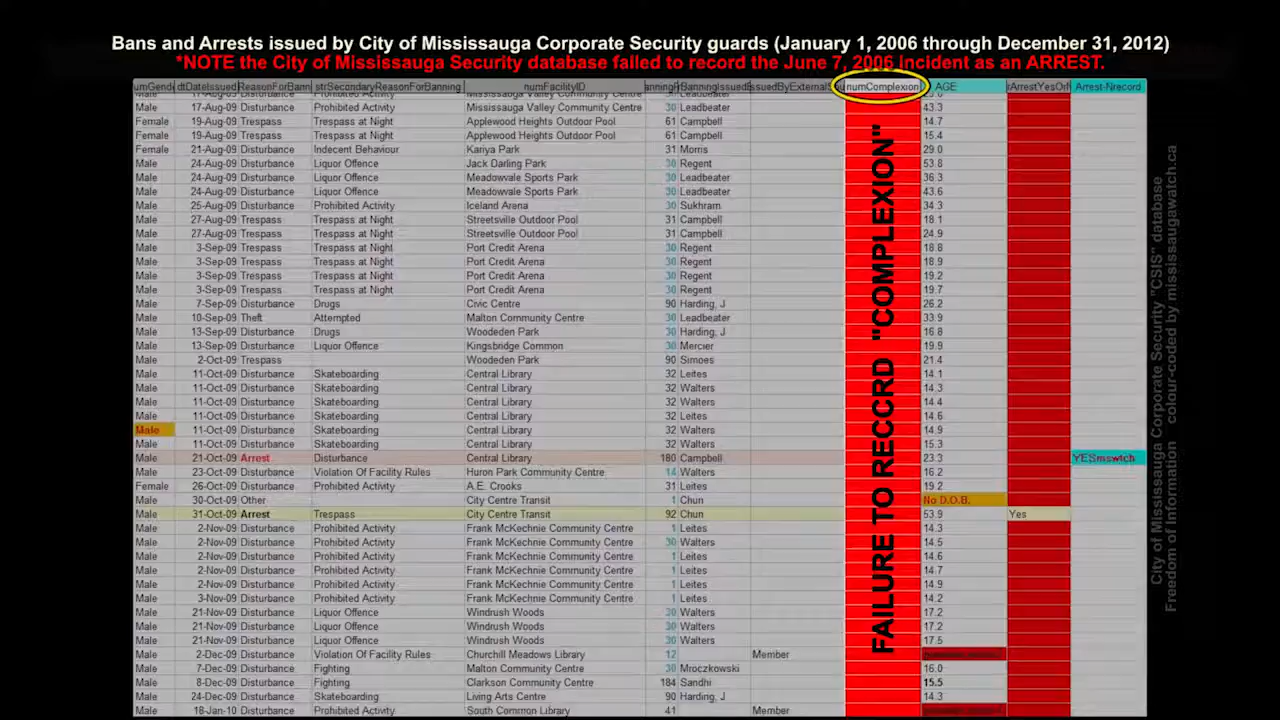 Bans and Arrests issued by City of Mississauga Corporate Security guards (January 1, 2006 through December 31, 2012)
*NOTE the City of Mississauga Security database failed to record the June 7, 2006 incident as an ARREST.
dtDateIssued ReasonForBann strSecondaryReasonForBanning numFacilityID numComplexion AGE Arrest-Nrecord
Male Prohibited Activity Mississauga Valley Community Centre
Male 17-Aug-09 Disturbance Prohibited Activity Mississauga Valley Community Centre 30 Leadbeater 43.3
Female 19-Aug-09 Trespass Trespass at Night Applewood Heights Outdoor Pool 61 Campbell 14.7
Female 19-Aug-09 Trespass Trespass at Night Applewood Heights Outdoor Pool 61 Campbell 15.4
Female 21-Aug-09 Disturbance Indecent Behaviour Kariya Park 31 Morris 29.0
Male 24-Aug-09 Disturbance Liquor Offence Jack Darling Park 30 Regent 53.8
Male 24-Aug-09 Disturbance Liquor Offence Meadowvale Sports Park 30 Leadbeater 36.3
Male 24-Aug-09 Disturbance Liquor Offence Meadowvale Sports Park 30 Leadbeater 43.6
Male 25-Aug-09 Disturbance Prohibited Activity Iceland Arena 30 Sukhram 34.3
Male 27-Aug-09 Trespass Trespass at Night Streetsville Outdoor Pool 31 Campbell 18.1
Male 27-Aug-09 Trespass Trespass at Night Streetsville Outdoor Pool 31 Campbell 24.9
Male 3-Sep-09 Trespass Trespass at Night Port Credit Arena 30 Regent 18.8
Male 3-Sep-09 Trespass Trespass at Night Port Credit Arena 30 Regent 18.9
Male 3-Sep-09 Trespass Trespass at Night Port Credit Arena 30 Regent 19.2
Male 3-Sep-09 Trespass Trespass at Night Port Credit Arena 30 Regent 19.7
Male 7-Sep-09 Disturbance Drugs Civic Centre 90 Harding, J 26.2
Male 10-Sep-09 Theft Attempted Malton Community Centre 30 Leadbeater 33.9
Male 13-Sep-09 Disturbance Drugs Woodeden Park 30 Harding, J 16.8
Male 13-Sep-09 Disturbance Liquor Offence Kingsbridge Common 30 Mercier 19.9
Male 2-Oct-09 Trespass Woodeden Park 90 Simoes 21.4
Male 11-Oct-09 Disturbance Skateboarding Central Library 32 Leites 14.1
Male 11-Oct-09 Disturbance Skateboarding Central Library 32 Walters 14.3
Male 11-Oct-09 Disturbance Skateboarding Central Library 32 Walters 14.4
Male 11-Oct-09 Disturbance Skateboarding Central Library 32 Leites 14.6
Male 11-Oct-09 Disturbance Skateboarding Central Library 32 Walters 14.9
Male 11-Oct-09 Disturbance Skateboarding Central Library 32 Walters 15.3
Male 21-Oct-09 Arrest Disturbance Central Library 180 Campbell 23.3 YESmswtch
Male 23-Oct-09 Disturbance Violation Of Facility Rules Huron Park Community Centre 14 Walters 16.2
Female 26-Oct-09 Disturbance Prohibited Activity A.E. Crooks 31 Leites 19.2
Male 30-Oct-09 Other City Centre Transit 1 Chun No D.O.B.
Male 31-Oct-09 Arrest Trespass City Centre Transit 92 Chun 53.9 Yes
Male 2-Nov-09 Disturbance Prohibited Activity Frank McKechnie Community Centre 1 Leites 14.3
Male 2-Nov-09 Disturbance Prohibited Activity Frank McKechnie Community Centre 30 Walters 14.5
Male 2-Nov-09 Disturbance Prohibited Activity Frank McKechnie Community Centre 1 Leites 14.6
Male 2-Nov-09 Disturbance Prohibited Activity Frank McKechnie Community Centre 1 Leites 14.7
Male 2-Nov-09 Disturbance Prohibited Activity Frank McKechnie Community Centre 1 Leites 14.9
Male 3-Nov-09 Disturbance Prohibited Activity Frank McKechnie Community Centre 1 Leites 14.2
Male 21-Nov-09 Disturbance Liquor Offence Windrush Woods 30 Walters 17.2
Male 21-Nov-09 Disturbance Liquor Offence Windrush Woods 30 Walters 17.2
Male 21-Nov-09 Disturbance Liquor Offence Windrush Woods 30 Walters 17.5
Male 2-Dec-09 Disturbance Violation Of Facility Rules Churchill Meadows Library 12 Member
Male 7-Dec-09 Disturbance Fighting Malton Community Centre 30 Mroczkowski 16.0
Male 8-Dec-09 Disturbance Fighting Clarkson Community Centre 184 Sandhi 15.5
Male 24-Dec-09 Disturbance Skateboarding Living Arts Centre 90 Harding, J 14.3
Male 18-Jan-10 Disturbance Prohibited Activity South Common Library 41 Member
FAILURE TO RECCRD "COMPLEXION"
City of Mississauga Corporate Security "CSIS" database
Freedom of Information colour-coded by mississaugawatch.ca